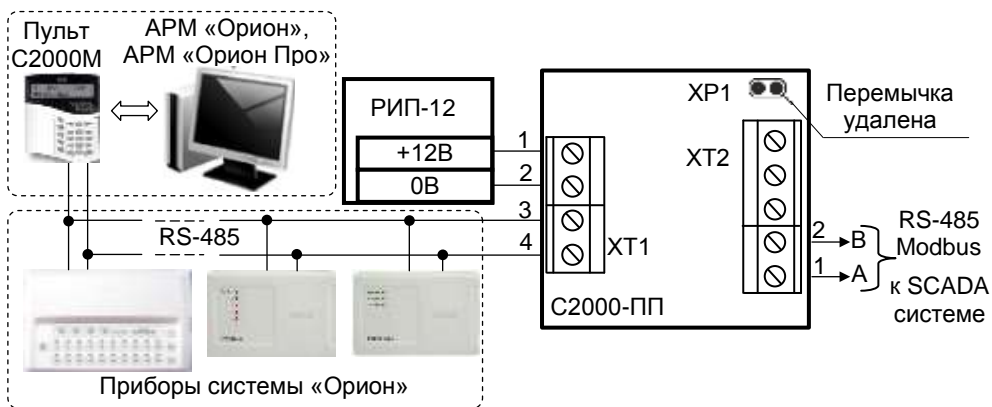 Пульт
С2000М
АРМ «Орион»,
АРМ «Орион Про»
РИП-12
+12В
0В
1
2
3
4
XT1
RS-485
Приборы системы «Орион»
XP1
Перемычка
удалена
XT2
2
B
1
A
RS-485
Modbus
к SCADA
системе
С2000-ПП